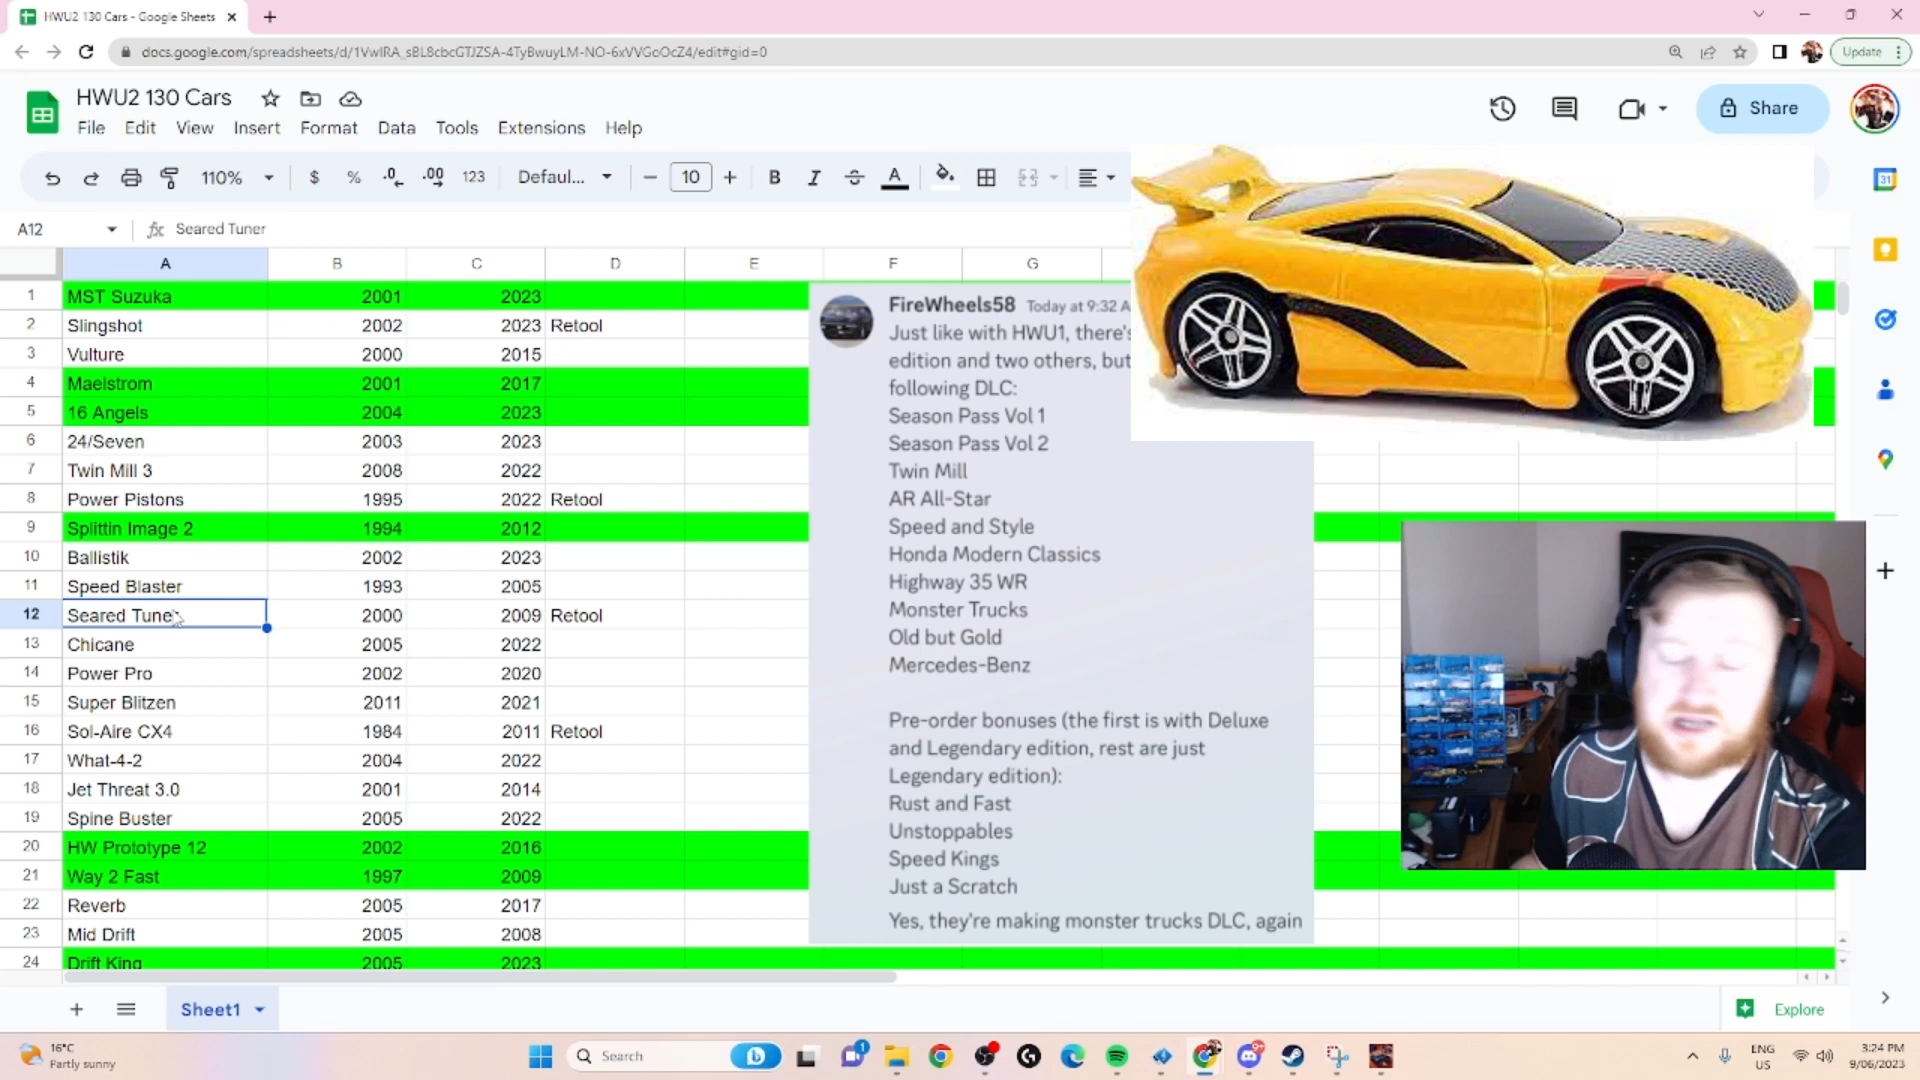 HWU2 130 Cars - Google Sheets
docs.google.com/spreadsheets/d/1VwIRA_sBL8cbcGTJZSA-4TyBwuyLM-NO-6xVVGoOcZ4/edit#gid=0
Update
HWU2 130 Cars
File Edit View Insert Format Data Tools Extensions Help
Share
110% $ % .0 .00 123 Defaul... 10 B I A
31
A12 fx Seared Tuner
A B C D E F G
1 MST Suzuka 2001 2023
2 Slingshot 2002 2023 Retool
3 Vulture 2000 2015
4 Maelstrom 2001 2017
5 16 Angels 2004 2023
6 24/Seven 2003 2023
7 Twin Mill 3 2008 2022
8 Power Pistons 1995 2022 Retool
9 Splittin Image 2 1994 2012
10 Ballistik 2002 2023
11 Speed Blaster 1993 2005
12 Seared Tuner 2000 2009 Retool
13 Chicane 2005 2022
14 Power Pro 2002 2020
15 Super Blitzen 2011 2021
16 Sol-Aire CX4 1984 2011 Retool
17 What-4-2 2004 2022
18 Jet Threat 3.0 2001 2014
19 Spine Buster 2005 2022
20 HW Prototype 12 2002 2016
21 Way 2 Fast 1997 2009
22 Reverb 2005 2017
23 Mid Drift 2005 2008
24 Drift King 2005 2023
FireWheels58 Today at 9:32 A
Just like with HWU1, there's
edition and two others, but
following DLC:
Season Pass Vol 1
Season Pass Vol 2
Twin Mill
AR All-Star
Speed and Style
Honda Modern Classics
Highway 35 WR
Monster Trucks
Old but Gold
Mercedes-Benz
Pre-order bonuses (the first is with Deluxe
and Legendary edition, rest are just
Legendary edition):
Rust and Fast
Unstoppables
Speed Kings
Just a Scratch
Yes, they're making monster trucks DLC, again
Sheet1
Explore
16°C
Partly sunny
Search
1
9+
ENG
US
3:24 PM
9/06/2023